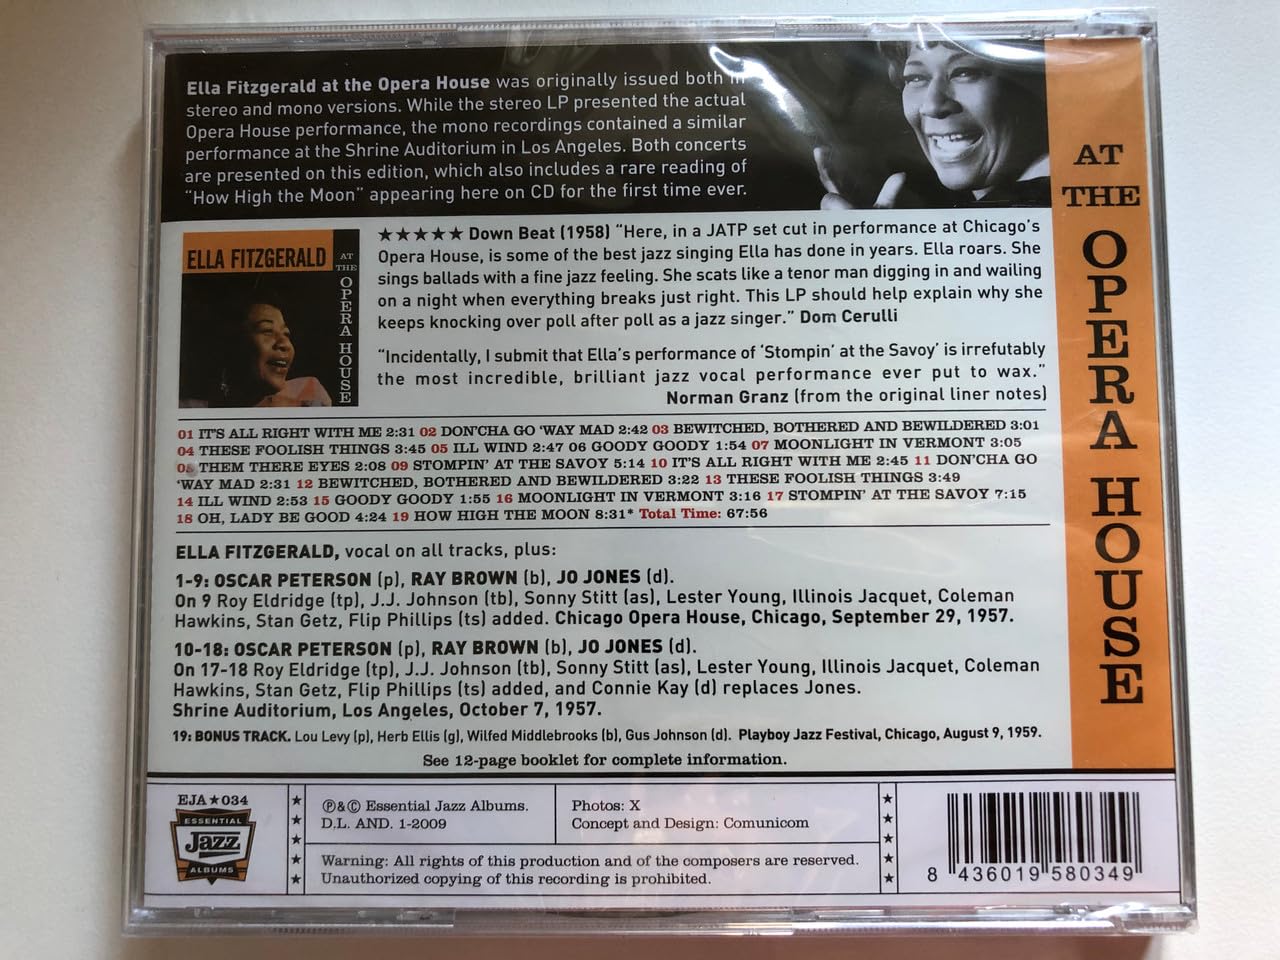 Ella Fitzgerald at the Opera House was originally issued both in
stereo and mono versions. While the stereo LP presented the actual
Opera House performance, the mono recordings contained a similar
performance at the Shrine Auditorium in Los Angeles. Both concerts
are presented on this edition, which also includes a rare reading of
“How High the Moon” appearing here on CD for the first time ever.
AT
THE
OPERA HOUSE
ELLA FITZGERALD
AT
THE
OPERA HOUSE
★★★★★ Down Beat (1958) “Here, in a JATP set cut in performance at Chicago’s
Opera House, is some of the best jazz singing Ella has done in years. Ella roars. She
sings ballads with a fine jazz feeling. She scats like a tenor man digging in and wailing
on a night when everything breaks just right. This LP should help explain why she
keeps knocking over poll after poll as a jazz singer.” Dom Cerulli
“Incidentally, I submit that Ella’s performance of ‘Stompin’ at the Savoy’ is irrefutably
the most incredible, brilliant jazz vocal performance ever put to wax.”
Norman Granz (from the original liner notes)
01 IT’S ALL RIGHT WITH ME 2:31 02 DON’CHA GO ‘WAY MAD 2:42 03 BEWITCHED, BOTHERED AND BEWILDERED 3:01
04 THESE FOOLISH THINGS 3:45 05 ILL WIND 2:47 06 GOODY GOODY 1:54 07 MOONLIGHT IN VERMONT 3:05
08 THEM THERE EYES 2:08 09 STOMPIN’ AT THE SAVOY 5:14 10 IT’S ALL RIGHT WITH ME 2:45 11 DON’CHA GO
‘WAY MAD 2:31 12 BEWITCHED, BOTHERED AND BEWILDERED 3:22 13 THESE FOOLISH THINGS 3:49
14 ILL WIND 2:53 15 GOODY GOODY 1:55 16 MOONLIGHT IN VERMONT 3:16 17 STOMPIN’ AT THE SAVOY 7:15
18 OH, LADY BE GOOD 4:24 19 HOW HIGH THE MOON 8:31* Total Time: 67:56
ELLA FITZGERALD, vocal on all tracks, plus:
1-9: OSCAR PETERSON (p), RAY BROWN (b), JO JONES (d).
On 9 Roy Eldridge (tp), J.J. Johnson (tb), Sonny Stitt (as), Lester Young, Illinois Jacquet, Coleman
Hawkins, Stan Getz, Flip Phillips (ts) added. Chicago Opera House, Chicago, September 29, 1957.
10-18: OSCAR PETERSON (p), RAY BROWN (b), JO JONES (d).
On 17-18 Roy Eldridge (tp), J.J. Johnson (tb), Sonny Stitt (as), Lester Young, Illinois Jacquet, Coleman
Hawkins, Stan Getz, Flip Phillips (ts) added, and Connie Kay (d) replaces Jones.
Shrine Auditorium, Los Angeles, October 7, 1957.
19: BONUS TRACK. Lou Levy (p), Herb Ellis (g), Wilfed Middlebrooks (b), Gus Johnson (d). Playboy Jazz Festival, Chicago, August 9, 1959.
See 12-page booklet for complete information.
EJA★034
ESSENTIAL
Jazz
ALBUMS
℗&© Essential Jazz Albums.
D.L. AND. 1-2009
Photos: X
Concept and Design: Comunicom
Warning: All rights of this production and of the composers are reserved.
Unauthorized copying of this recording is prohibited.
8 436019 580349